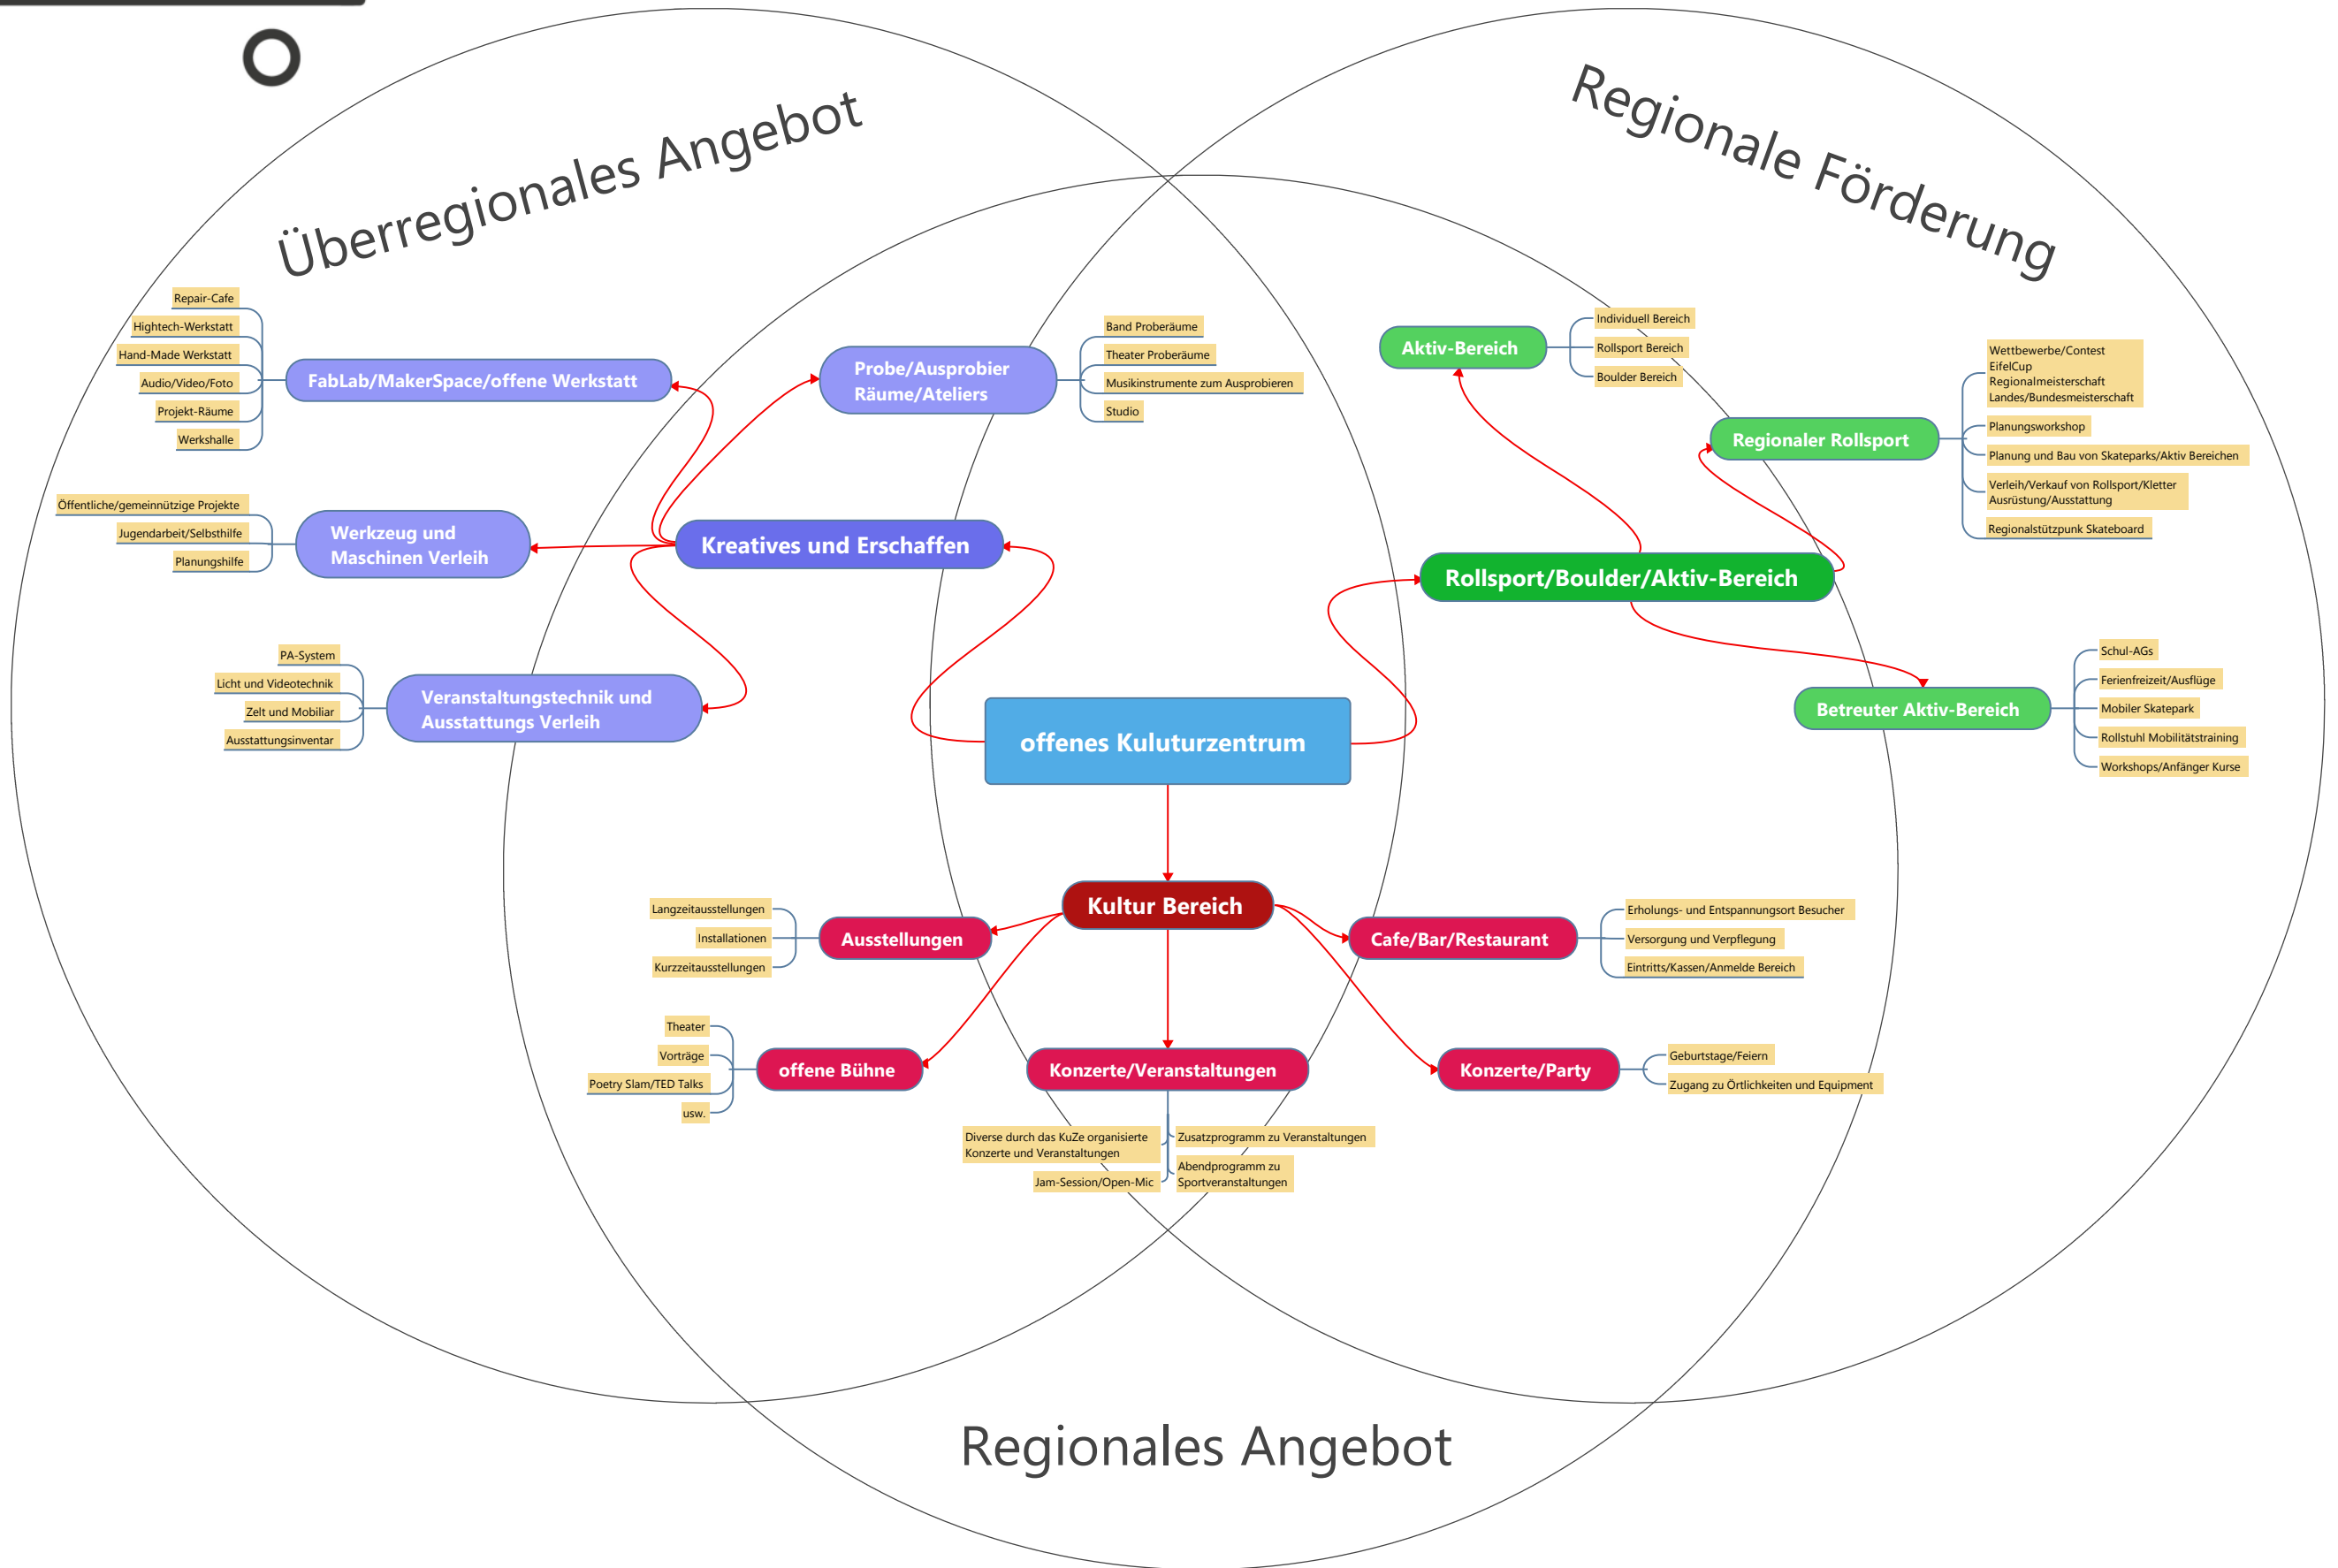 Überregionales Angebot
Regionale Förderung
Repair-Cafe
Hightech-Werkstatt
Hand-Made Werkstatt
Audio/Video/Foto
Projekt-Räume
Werkshalle
FabLab/MakerSpace/offene Werkstatt
Probe/Ausprobier
Räume/Ateliers
Band Proberäume
Theater Proberäume
Musikinstrumente zum Ausprobieren
Studio
Aktiv-Bereich
Individuell Bereich
Rollsport Bereich
Boulder Bereich
Regionaler Rollsport
Wettbewerbe/Contest
EifelCup
Regionalmeisterschaft
Landes/Bundesmeisterschaft
Planungsworkshop
Planung und Bau von Skateparks/Aktiv Bereichen
Verleih/Verkauf von Rollsport/Kletter
Ausrüstung/Ausstattung
Regionalstützpunk Skateboard
Öffentliche/gemeinnützige Projekte
Jugendarbeit/Selbsthilfe
Planungshilfe
Werkzeug und
Maschinen Verleih
Kreatives und Erschaffen
Rollsport/Boulder/Aktiv-Bereich
PA-System
Licht und Videotechnik
Zelt und Mobiliar
Ausstattungsinventar
Veranstaltungstechnik und
Ausstattungs Verleih
offenes Kuluturzentrum
Betreuter Aktiv-Bereich
Schul-AGs
Ferienfreizeit/Ausflüge
Mobiler Skatepark
Rollstuhl Mobilitätstraining
Workshops/Anfänger Kurse
Kultur Bereich
Langzeitausstellungen
Installationen
Kurzzeitausstellungen
Ausstellungen
Cafe/Bar/Restaurant
Erholungs- und Entspannungsort Besucher
Versorgung und Verpflegung
Eintritts/Kassen/Anmelde Bereich
Theater
Vorträge
Poetry Slam/TED Talks
usw.
offene Bühne
Konzerte/Veranstaltungen
Konzerte/Party
Geburtstage/Feiern
Zugang zu Örtlichkeiten und Equipment
Diverse durch das KuZe organisierte
Konzerte und Veranstaltungen
Jam-Session/Open-Mic
Zusatzprogramm zu Veranstaltungen
Abendprogramm zu
Sportveranstaltungen
Regionales Angebot